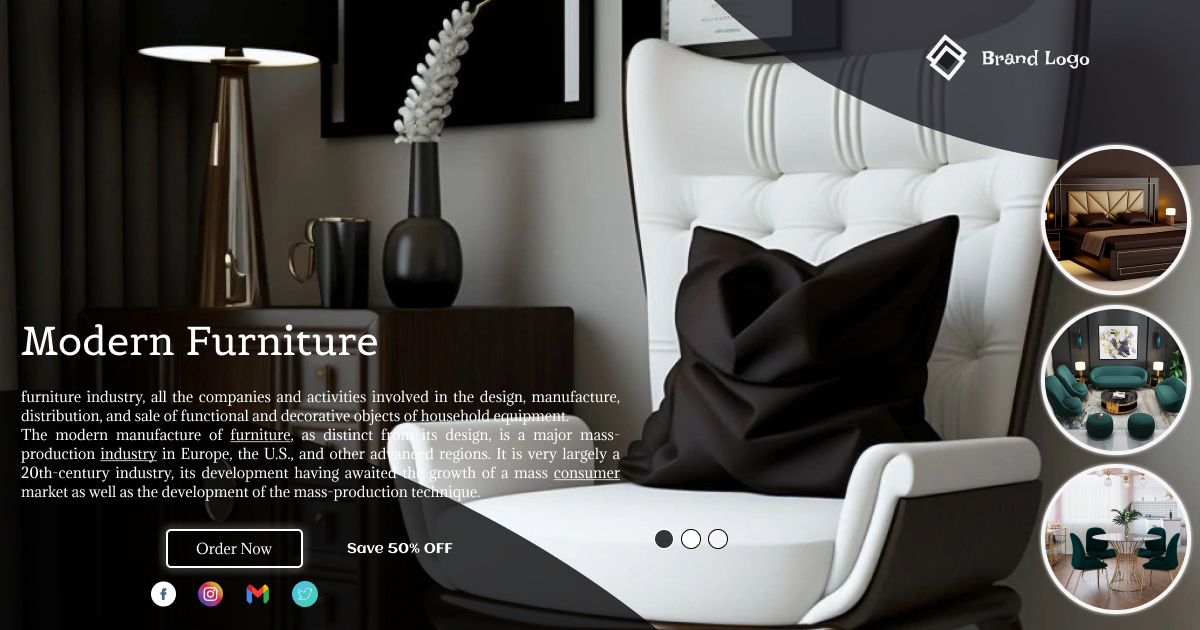 Brand Logo
Modern Furniture
furniture industry, all the companies and activities involved in the design, manufacture,
distribution, and sale of functional and decorative objects of household equipment.
The modern manufacture of furniture, as distinct from its design, is a major mass-
production industry in Europe, the U.S., and other advanced regions. It is very largely a
20th-century industry, its development having awaited the growth of a mass consumer
market as well as the development of the mass-production technique.
Order Now
Save 50% OFF